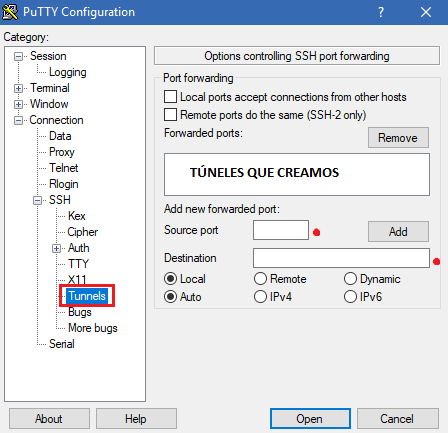 PuTTY Configuration
?
Category:
Session
Logging
Terminal
Window
Connection
Data
Proxy
Telnet
Rlogin
SSH
Kex
Cipher
Auth
TTY
X11
Tunnels
Bugs
More bugs
Serial
Options controlling SSH port forwarding
Port forwarding
Local ports accept connections from other hosts
Remote ports do the same (SSH-2 only)
Forwarded ports:
Remove
TÚNELES QUE CREAMOS
Add new forwarded port:
Source port
Add
Destination
Local Remote Dynamic
Auto IPv4 IPv6
About Help Open Cancel